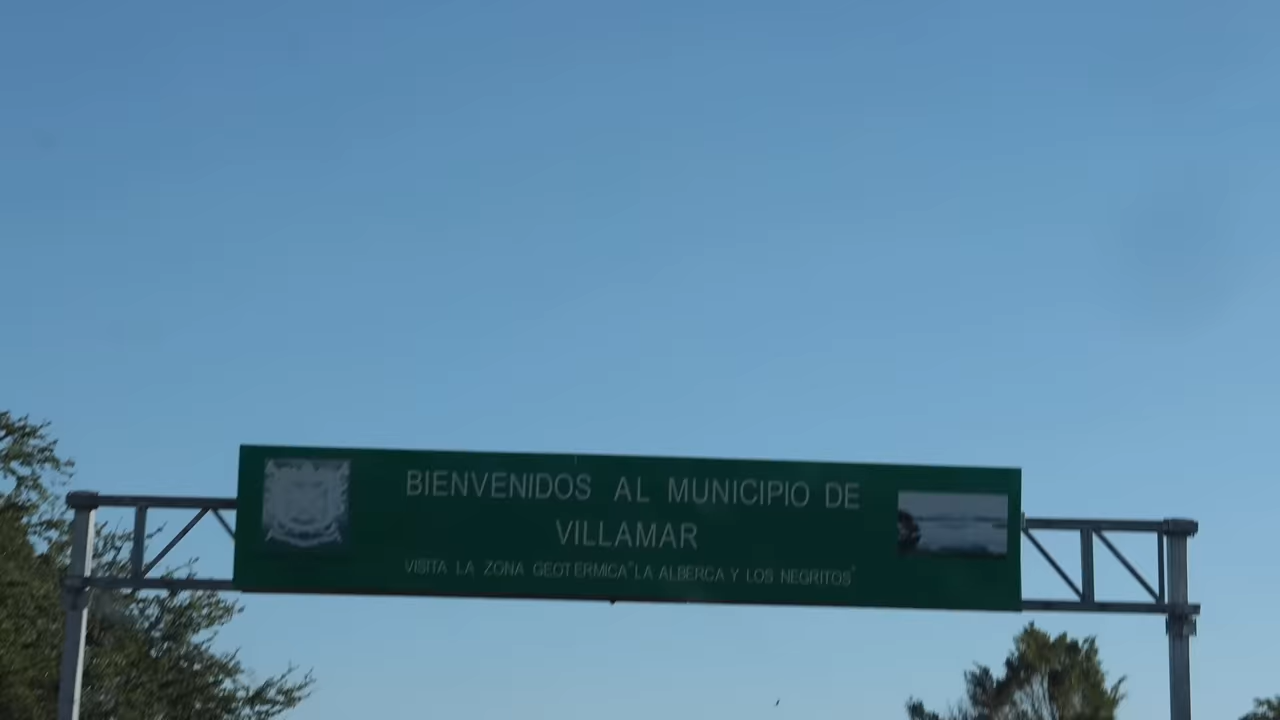 BIENVENIDOS AL MUNICIPIO DE
VILLAMAR
VISITA LA ZONA GEOTERMICA "LA ALBERCA Y LOS NEGRITOS"